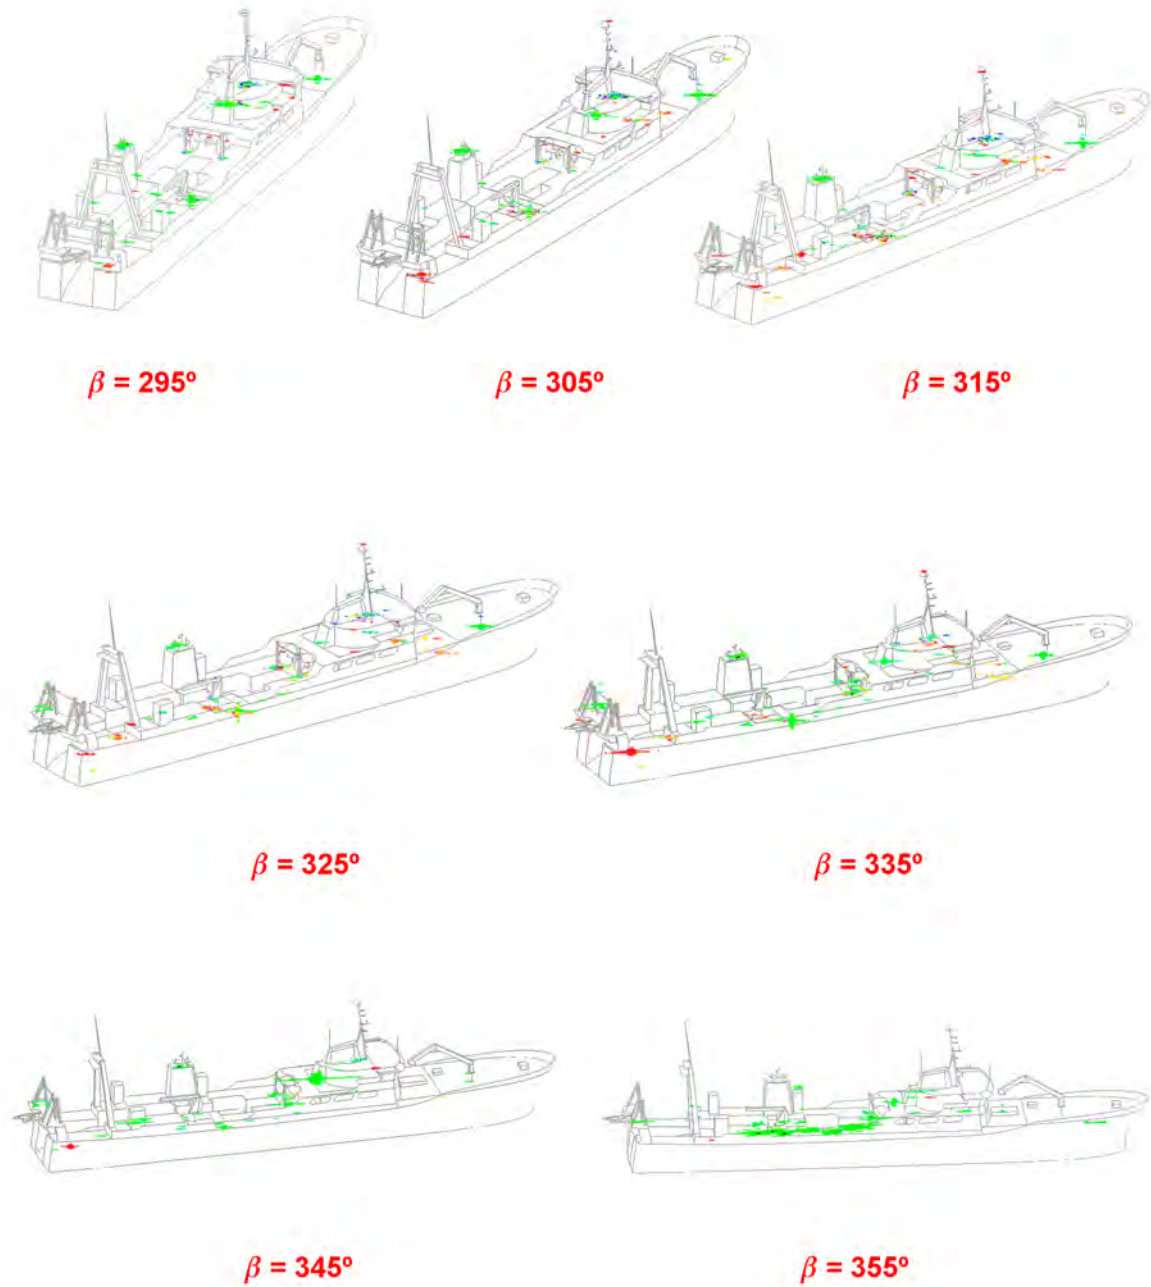 β = 295º
β = 305º
β = 315º
β = 325º
β = 335º
β = 345º
β = 355º